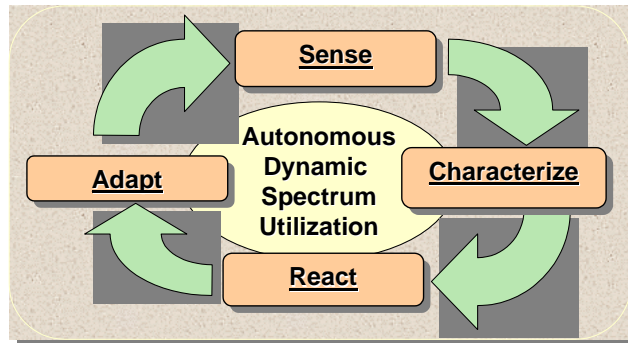 Sense
Autonomous
Dynamic
Spectrum
Utilization
Characterize
Adapt
React